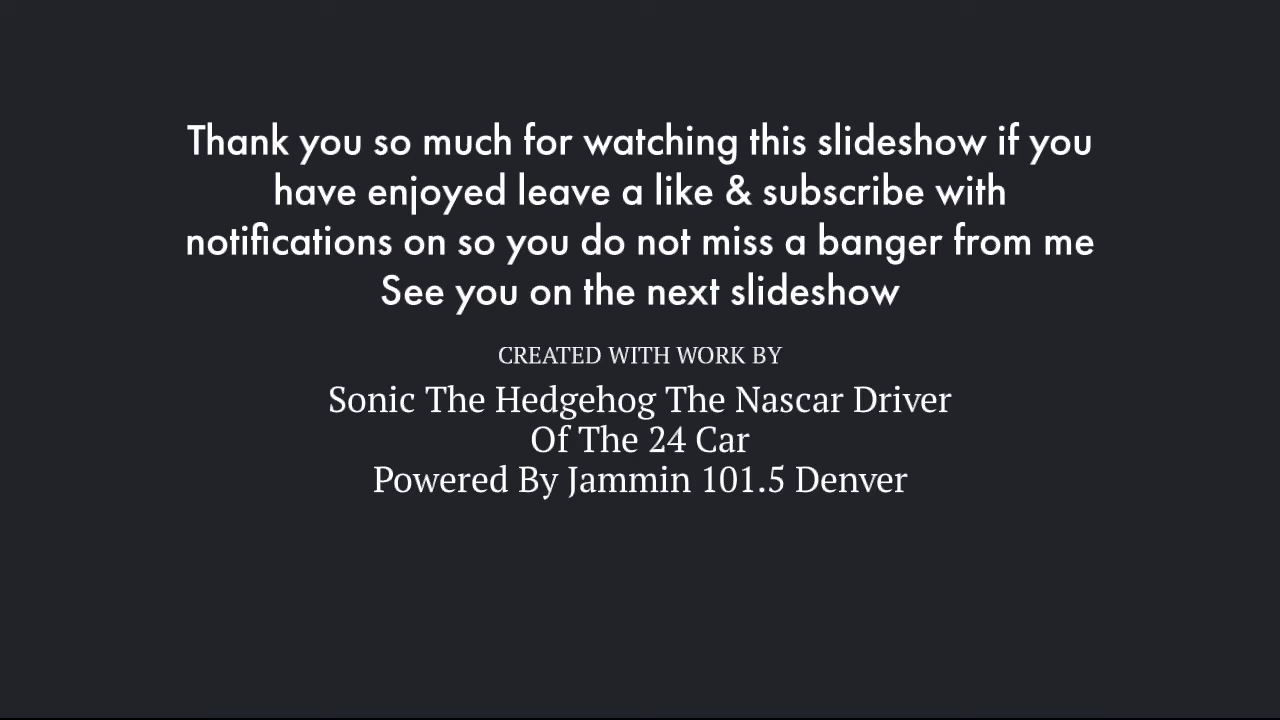 Thank you so much for watching this slideshow if you
have enjoyed leave a like & subscribe with
notifications on so you do not miss a banger from me
See you on the next slideshow
CREATED WITH WORK BY
Sonic The Hedgehog The Nascar Driver
Of The 24 Car
Powered By Jammin 101.5 Denver